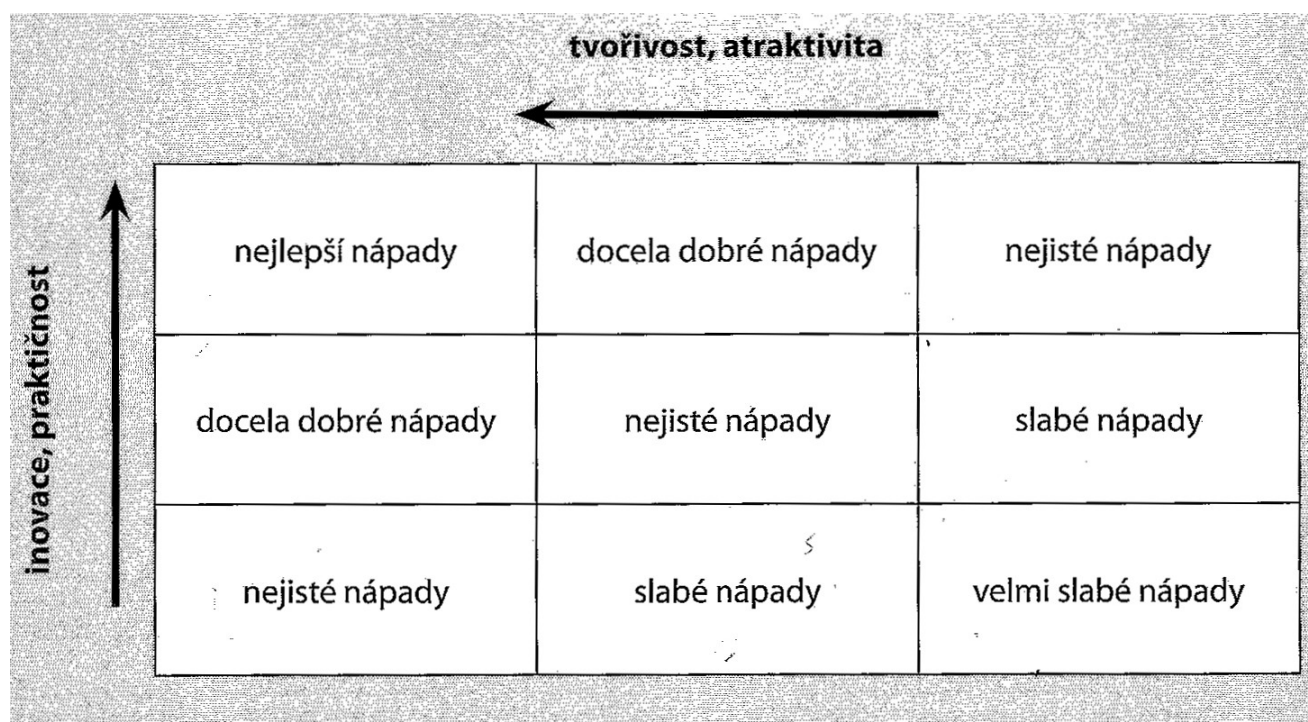 tvořivost, atraktivita
inovace, praktičnost
nejlepší nápady
docela dobré nápady
nejisté nápady
docela dobré nápady
nejisté nápady
slabé nápady
nejisté nápady
slabé nápady
velmi slabé nápady